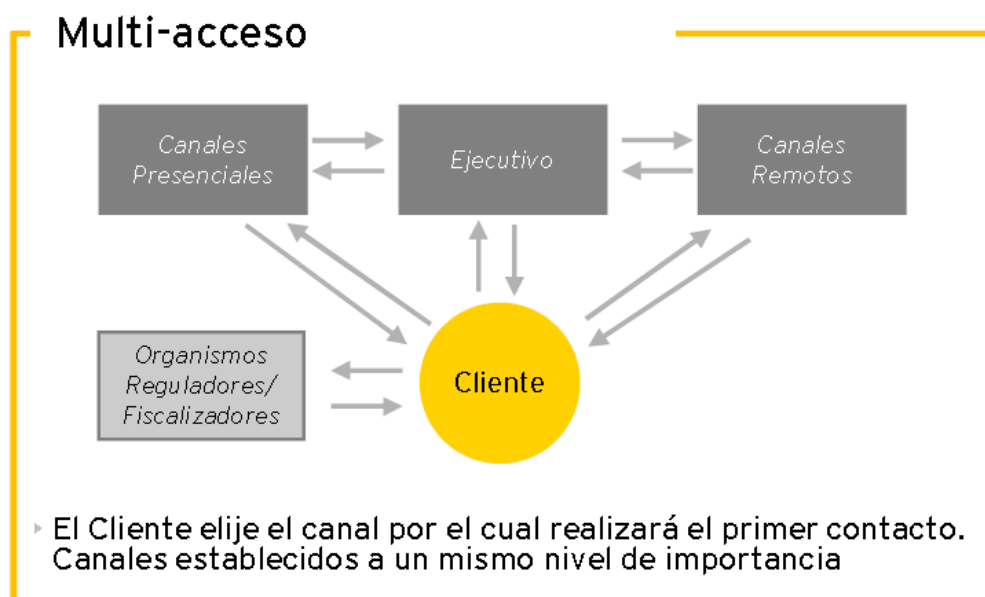 Multi-acceso
Canales
Presenciales
Ejecutivo
Canales
Remotos
Organismos
Reguladores/
Fiscalizadores
Cliente
El Cliente elije el canal por el cual realizará el primer contacto.
Canales establecidos a un mismo nivel de importancia